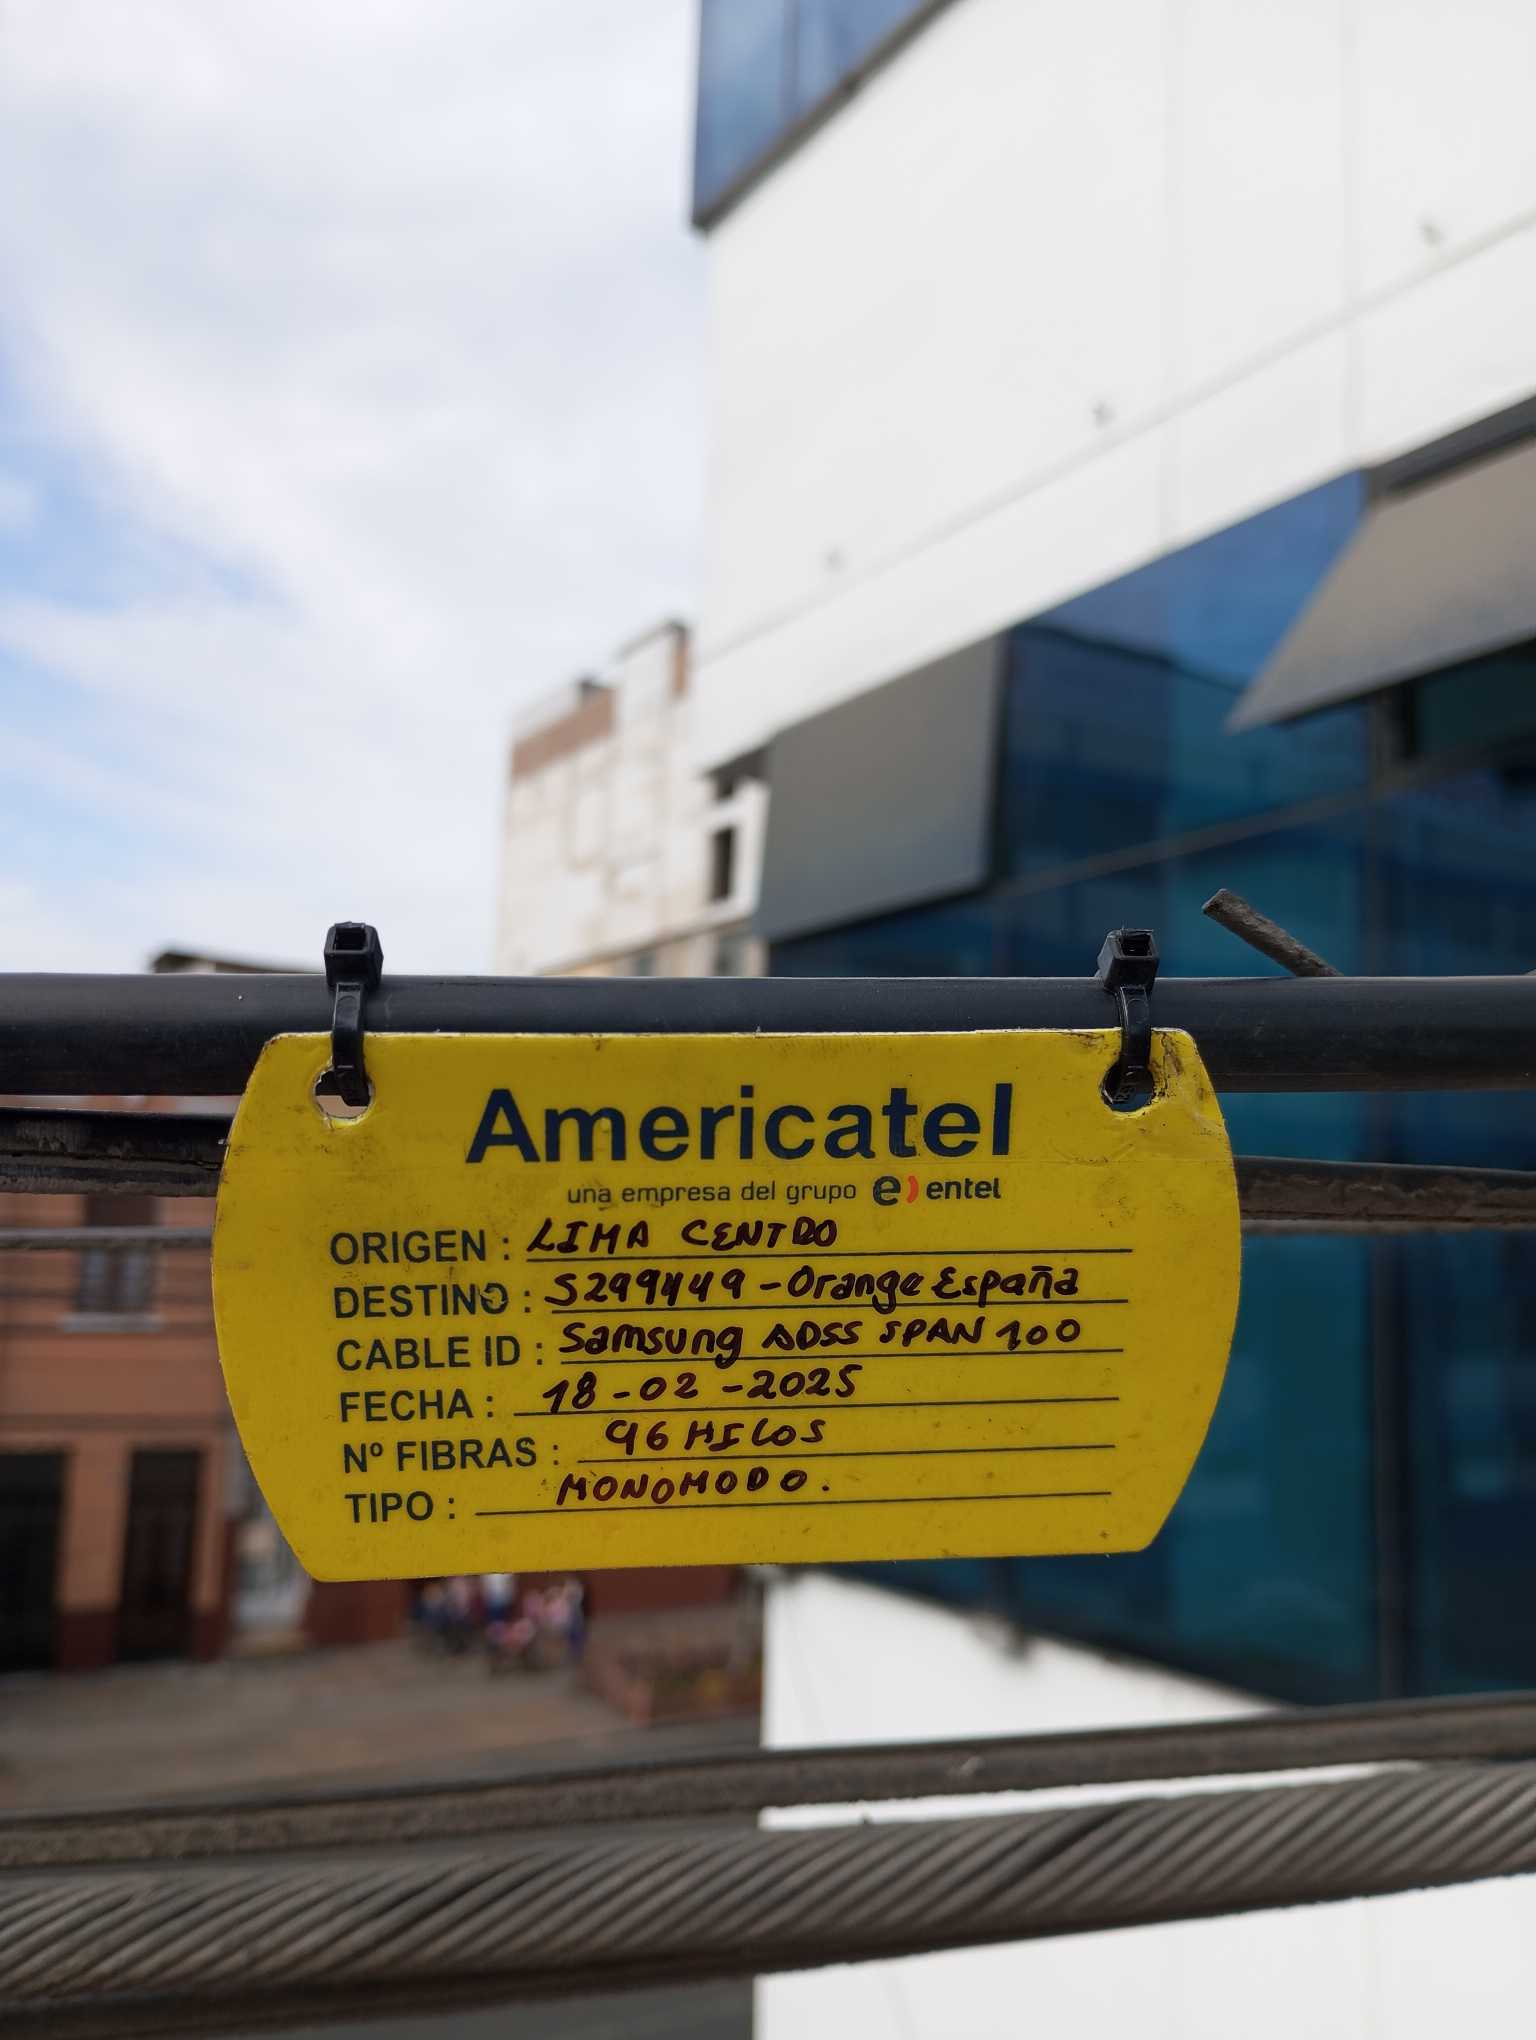 Americatel
una empresa del grupo e) entel
ORIGEN : LIMA CENTRO
DESTINO : S299449 - Orange España
CABLE ID : Samsung ADSS SPAN 100
FECHA : 18-02-2025
Nº FIBRAS : 96 HILOS
TIPO : MONOMODO.